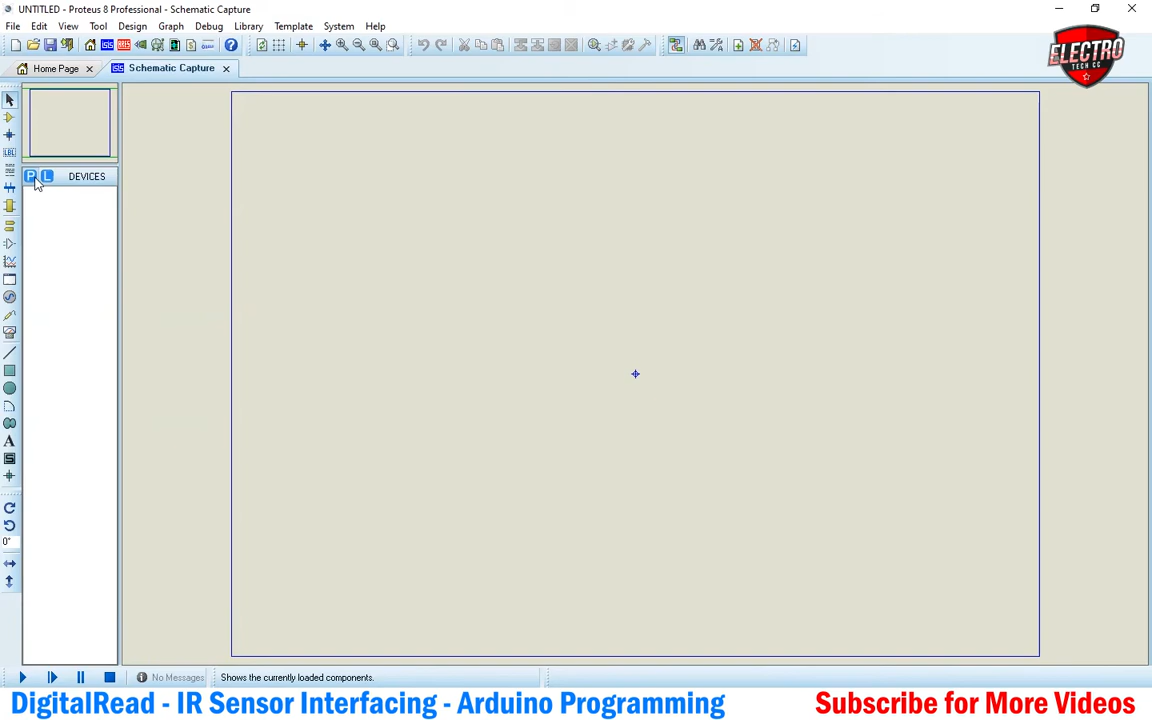 UNTITLED - Proteus 8 Professional - Schematic Capture
File Edit View Tool Design Graph Debug Library Template System Help
ELECTRO
TECH CC
Home Page Schematic Capture
LBL
P L DEVICES
A
S
0°
No Messages Shows the currently loaded components.
DigitalRead - IR Sensor Interfacing - Arduino Programming Subscribe for More Videos